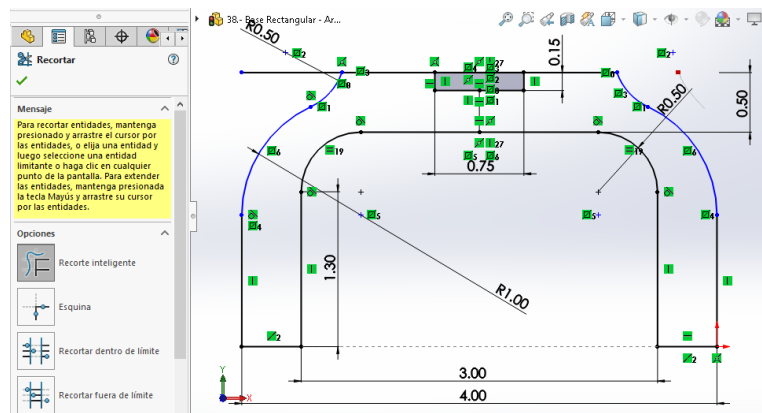 38.- Base Rectangular - Ar...
Recortar
Mensaje
Para recortar entidades, mantenga
presionado y arrastre el cursor por
las entidades, o elija una entidad y
luego seleccione una entidad
limitante o haga clic en cualquier
punto de la pantalla. Para extender
las entidades, mantenga presionada
la tecla Mayús y arrastre su cursor
por las entidades.
Opciones
Recorte inteligente
Esquina
Recortar dentro de límite
Recortar fuera de límite
R0.50
0.15
0.50
R0.50
0.75
1.30
R1.00
3.00
4.00
Y
X